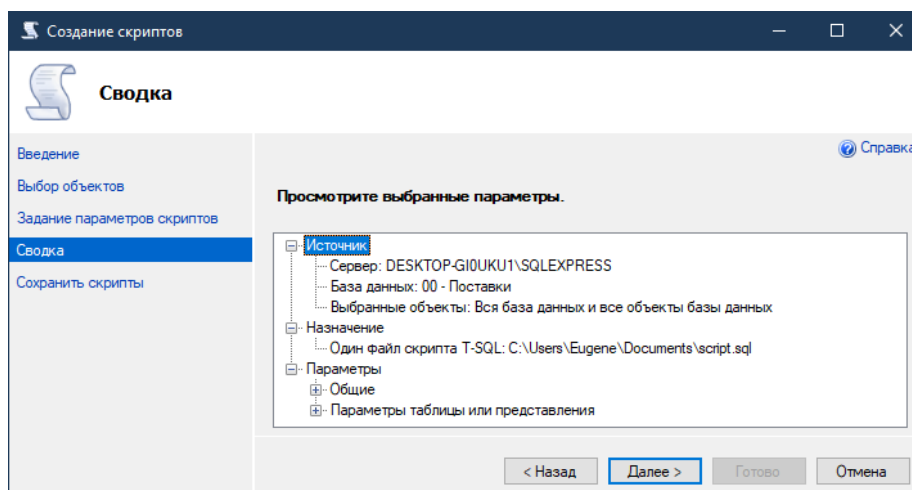 Создание скриптов
Сводка
Справка
Введение
Выбор объектов
Задание параметров скриптов
Сводка
Сохранить скрипты
Просмотрите выбранные параметры.
Источник
Сервер: DESKTOP-GI0UKU1\SQLEXPRESS
База данных: 00 - Поставки
Выбранные объекты: Вся база данных и все объекты базы данных
Назначение
Один файл скрипта T-SQL: C:\Users\Eugene\Documents\script.sql
Параметры
Общие
Параметры таблицы или представления
< Назад Далее > Готово Отмена